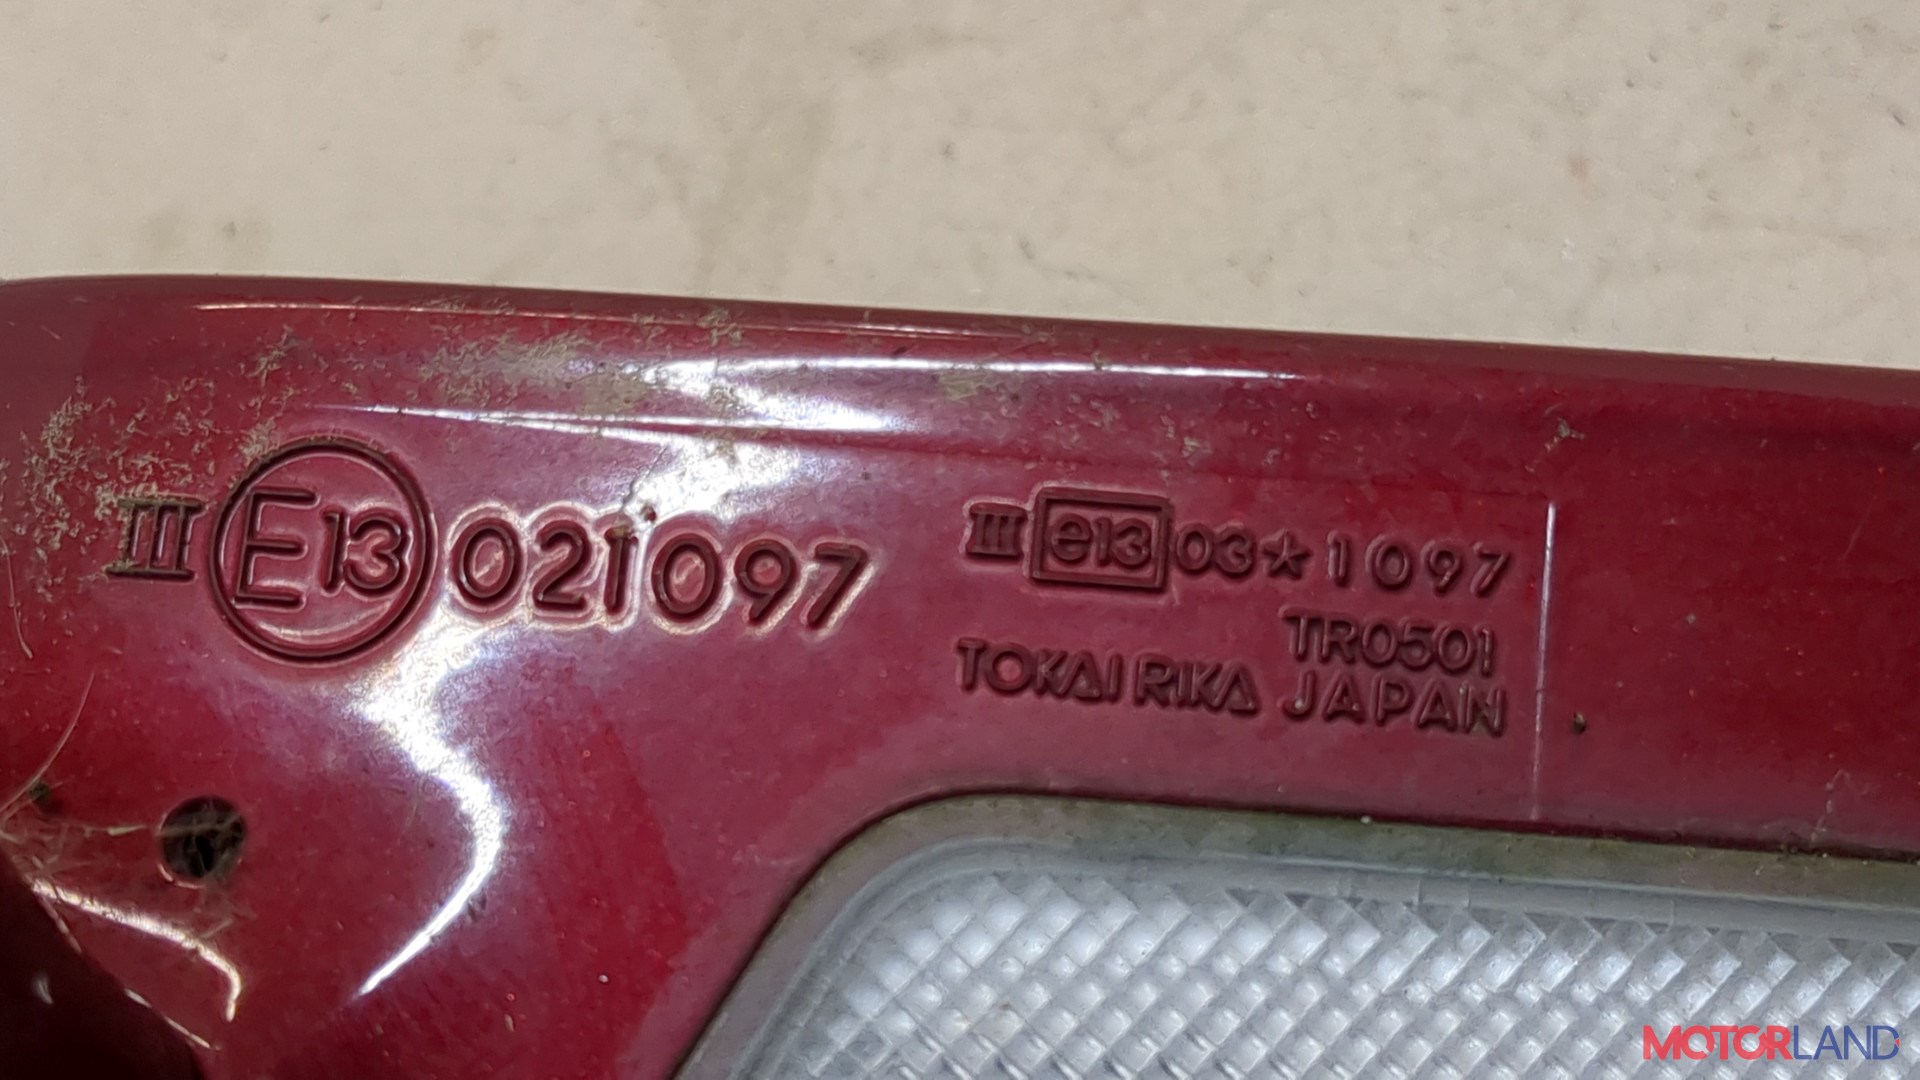 III E13 021097
III e13 03★1097
TR0501
TOKAI RIKA JAPAN
MOTORLAND